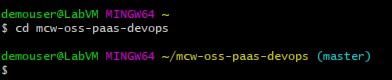 demouser@LabVM MINGW64 ~
$ cd mcw-oss-paas-devops
demouser@LabVM MINGW64 ~/mcw-oss-paas-devops (master)
$